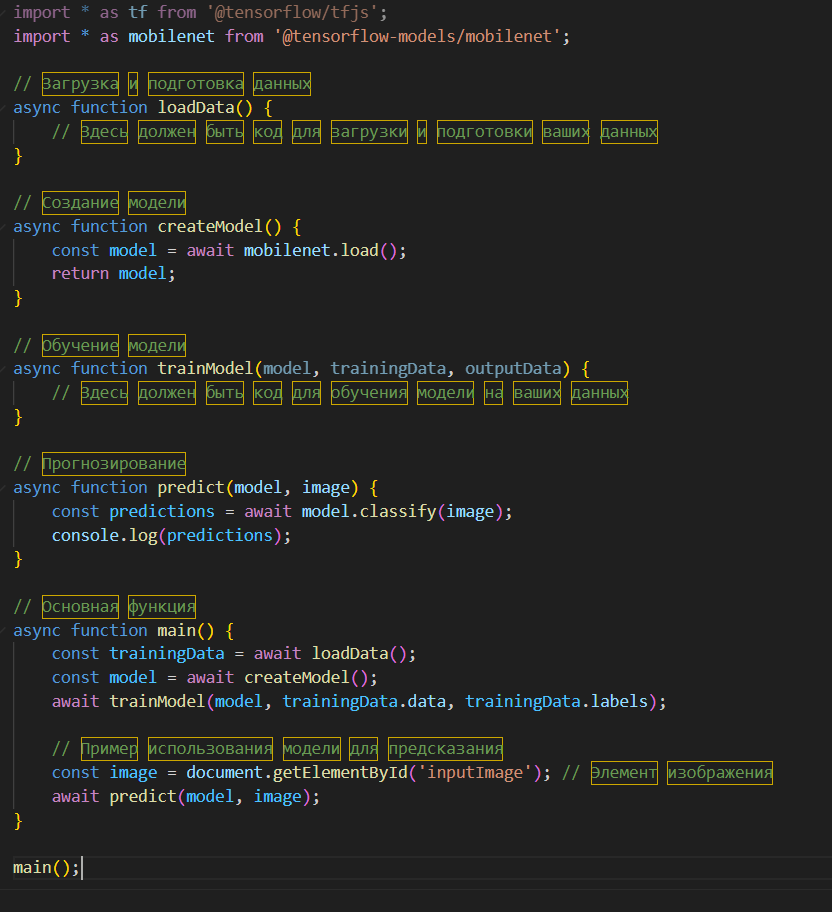 import * as tf from '@tensorflow/tfjs';
import * as mobilenet from '@tensorflow-models/mobilenet';
// Загрузка и подготовка данных
async function loadData() {
// Здесь должен быть код для загрузки и подготовки ваших данных
}
// Создание модели
async function createModel() {
const model = await mobilenet.load();
return model;
}
// Обучение модели
async function trainModel(model, trainingData, outputData) {
// Здесь должен быть код для обучения модели на ваших данных
}
// Прогнозирование
async function predict(model, image) {
const predictions = await model.classify(image);
console.log(predictions);
}
// Основная функция
async function main() {
const trainingData = await loadData();
const model = await createModel();
await trainModel(model, trainingData.data, trainingData.labels);
// Пример использования модели для предсказания
const image = document.getElementById('inputImage'); // Элемент изображения
await predict(model, image);
}
main();